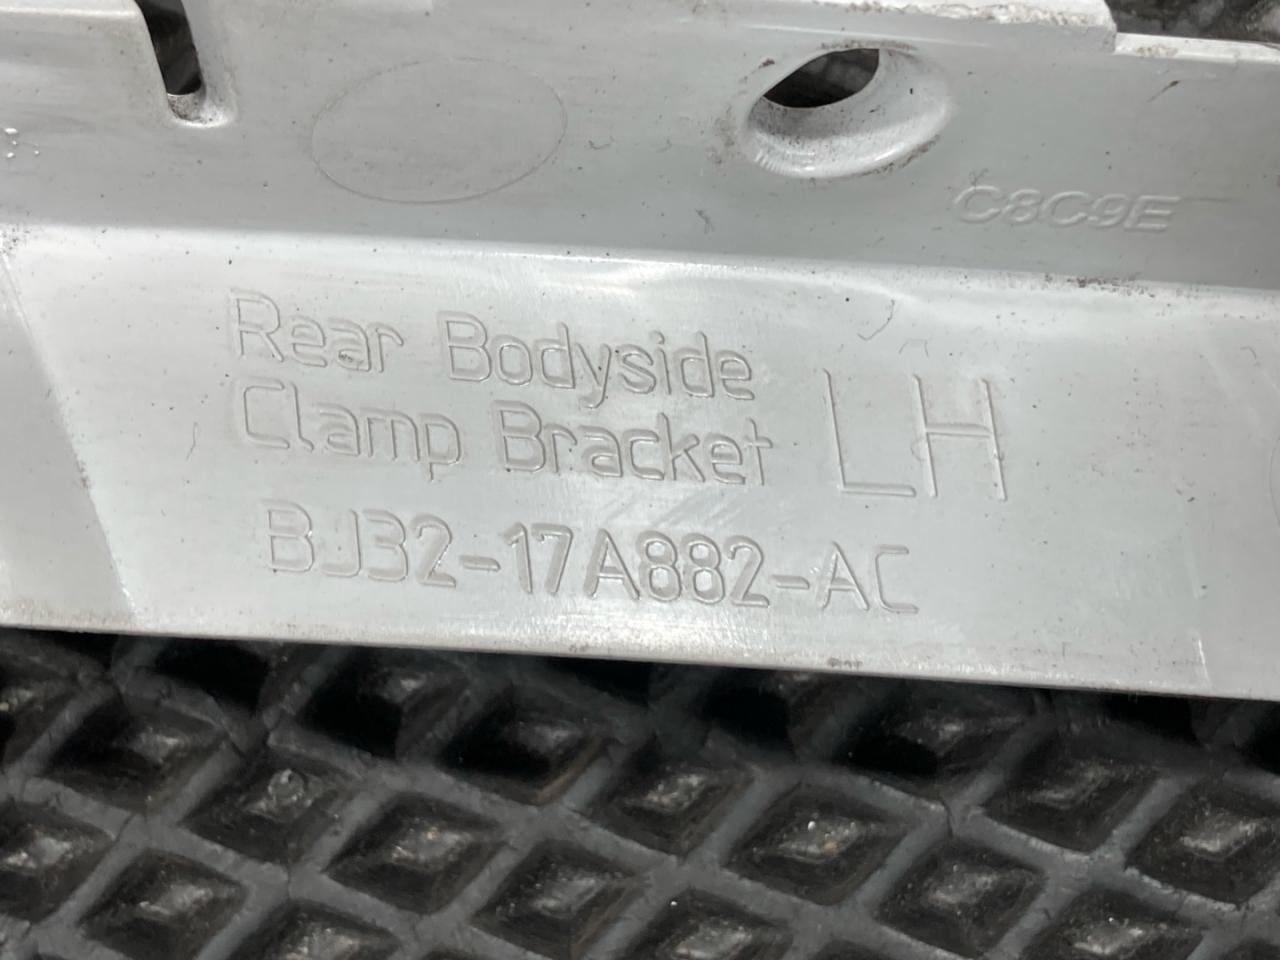 C8C9E
Rear Bodyside
Clamp Bracket LH
BJ32-17A882-AC